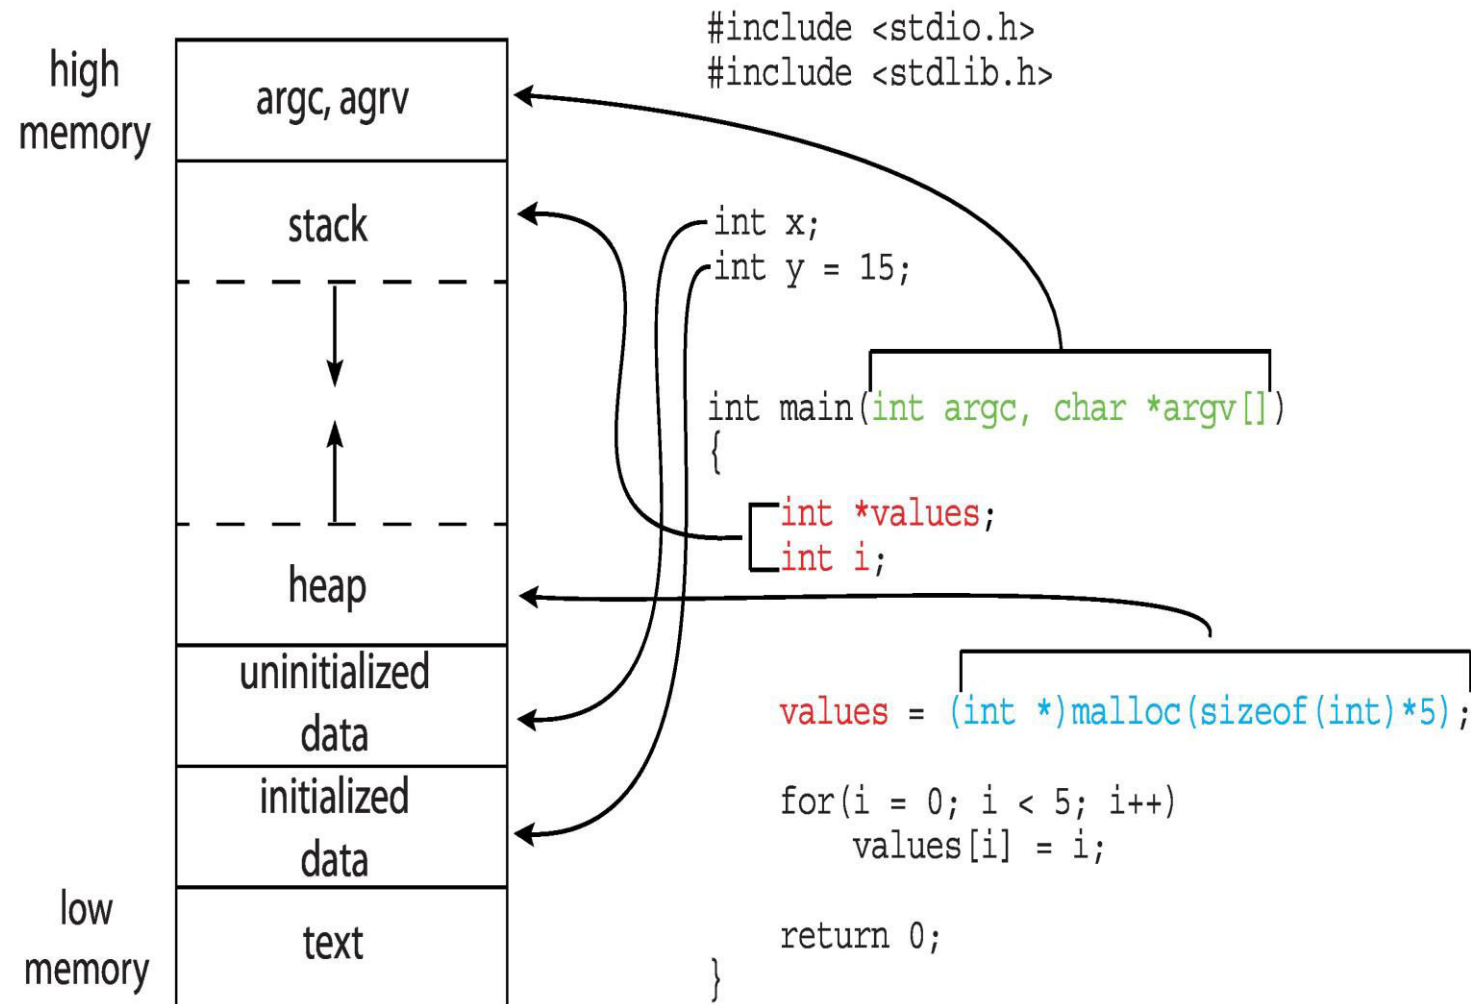 high
memory
argc, agrv
stack
heap
uninitialized
data
initialized
data
low
memory
text
#include <stdio.h>
#include <stdlib.h>
int x;
int y = 15;
int main(int argc, char *argv[])
{
int *values;
int i;
values = (int *)malloc(sizeof(int)*5);
for(i = 0; i < 5; i++)
values[i] = i;
return 0;
}